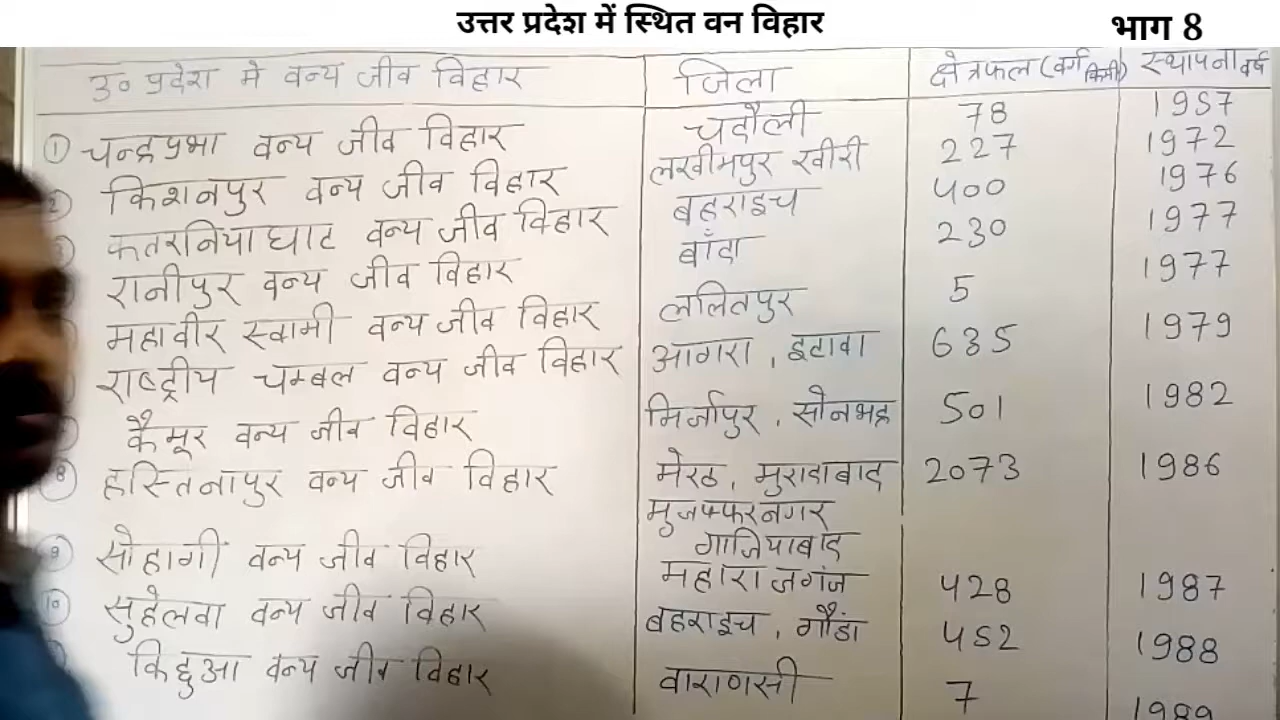 उत्तर प्रदेश में स्थित वन विहार भाग 8
उ० प्रदेश मे वन्य जीव विहार जिला क्षेत्रफल (वर्ग किमी) स्थापना वर्ष
1 चन्द्रप्रभा वन्य जीव विहार चदौली 78 1957
2 किशनपुर वन्य जीव विहार लखीमपुर खीरी 227 1972
कतरनियाघाट वन्य जीव विहार बहराइच 400 1976
रानीपुर वन्य जीव विहार बाँदा 230 1977
महावीर स्वामी वन्य जीव विहार ललितपुर 5 1977
राष्ट्रीय चम्बल वन्य जीव विहार आगरा, इटावा 635 1979
कैमूर वन्य जीव विहार मिर्जापुर, सोनभद्र 501 1982
8 हस्तिनापुर वन्य जीव विहार मेरठ, मुरादाबाद 2073 1986
मुजफ्फरनगर
गाजियाबाद
9 सोहागी वन्य जीव विहार महाराजगंज 428 1987
10 सुहेलवा वन्य जीव विहार बहराइच, गौंडा 452 1988
किछुआ वन्य जीव विहार वाराणसी 7 1989